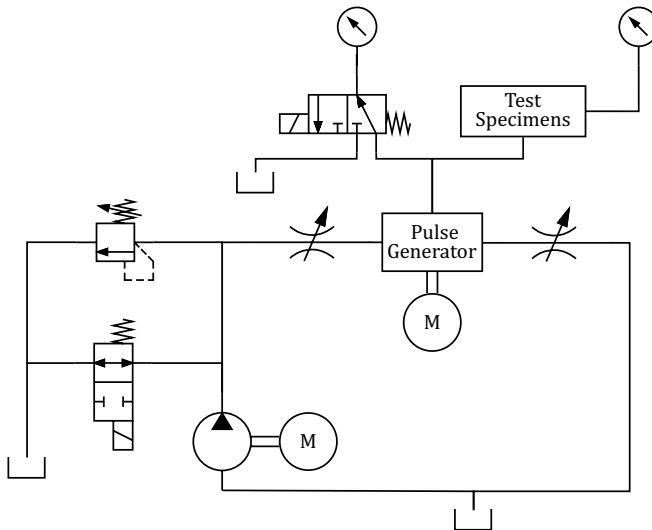 Test
Specimens
Pulse
Generator
M
M